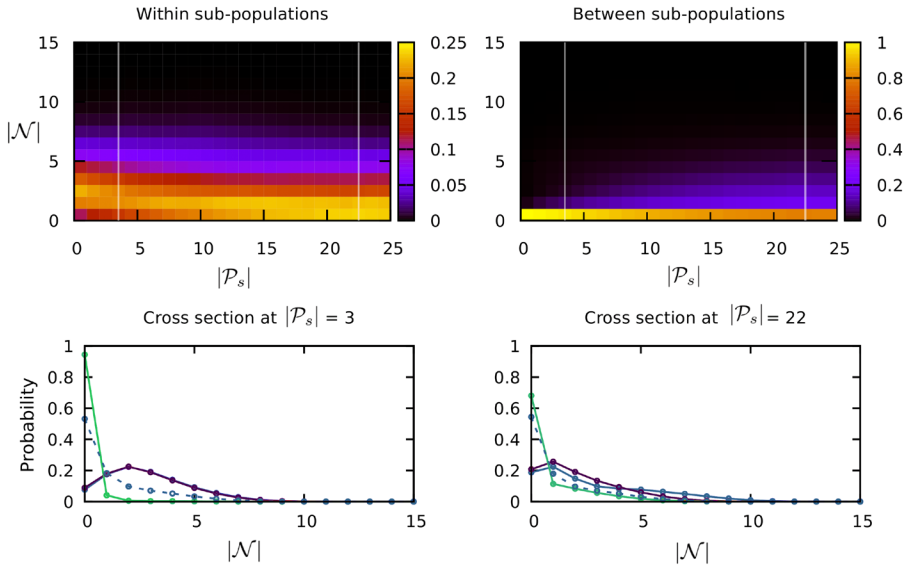 Within sub-populations
Between sub-populations
15
10
5
0
|𝒩|
0 5 10 15 20 25
|𝒫ₛ|
0.25
0.2
0.15
0.1
0.05
0
15
10
5
0
0 5 10 15 20 25
|𝒫ₛ|
1
0.8
0.6
0.4
0.2
0
Cross section at |𝒫ₛ| = 3
Cross section at |𝒫ₛ| = 22
Probability
1
0.8
0.6
0.4
0.2
0
0 5 10 15
|𝒩|
1
0.8
0.6
0.4
0.2
0
0 5 10 15
|𝒩|